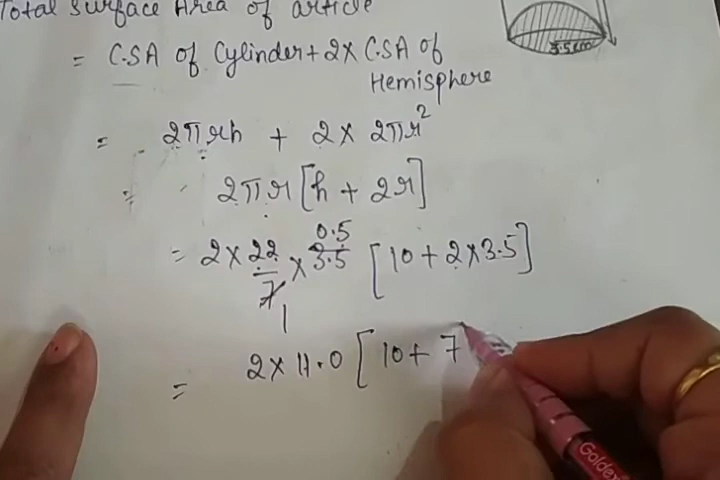 Total Surface Area of article
3.5cm
= C.S.A of Cylinder + 2 × C.S.A of
Hemisphere
= 2πrh + 2 × 2πr²
= 2πr [h + 2r]
0.5
= 2 × 22/7 × 3.5 [10 + 2 × 3.5]
1
= 2 × 11.0 [10 + 7
Goldex